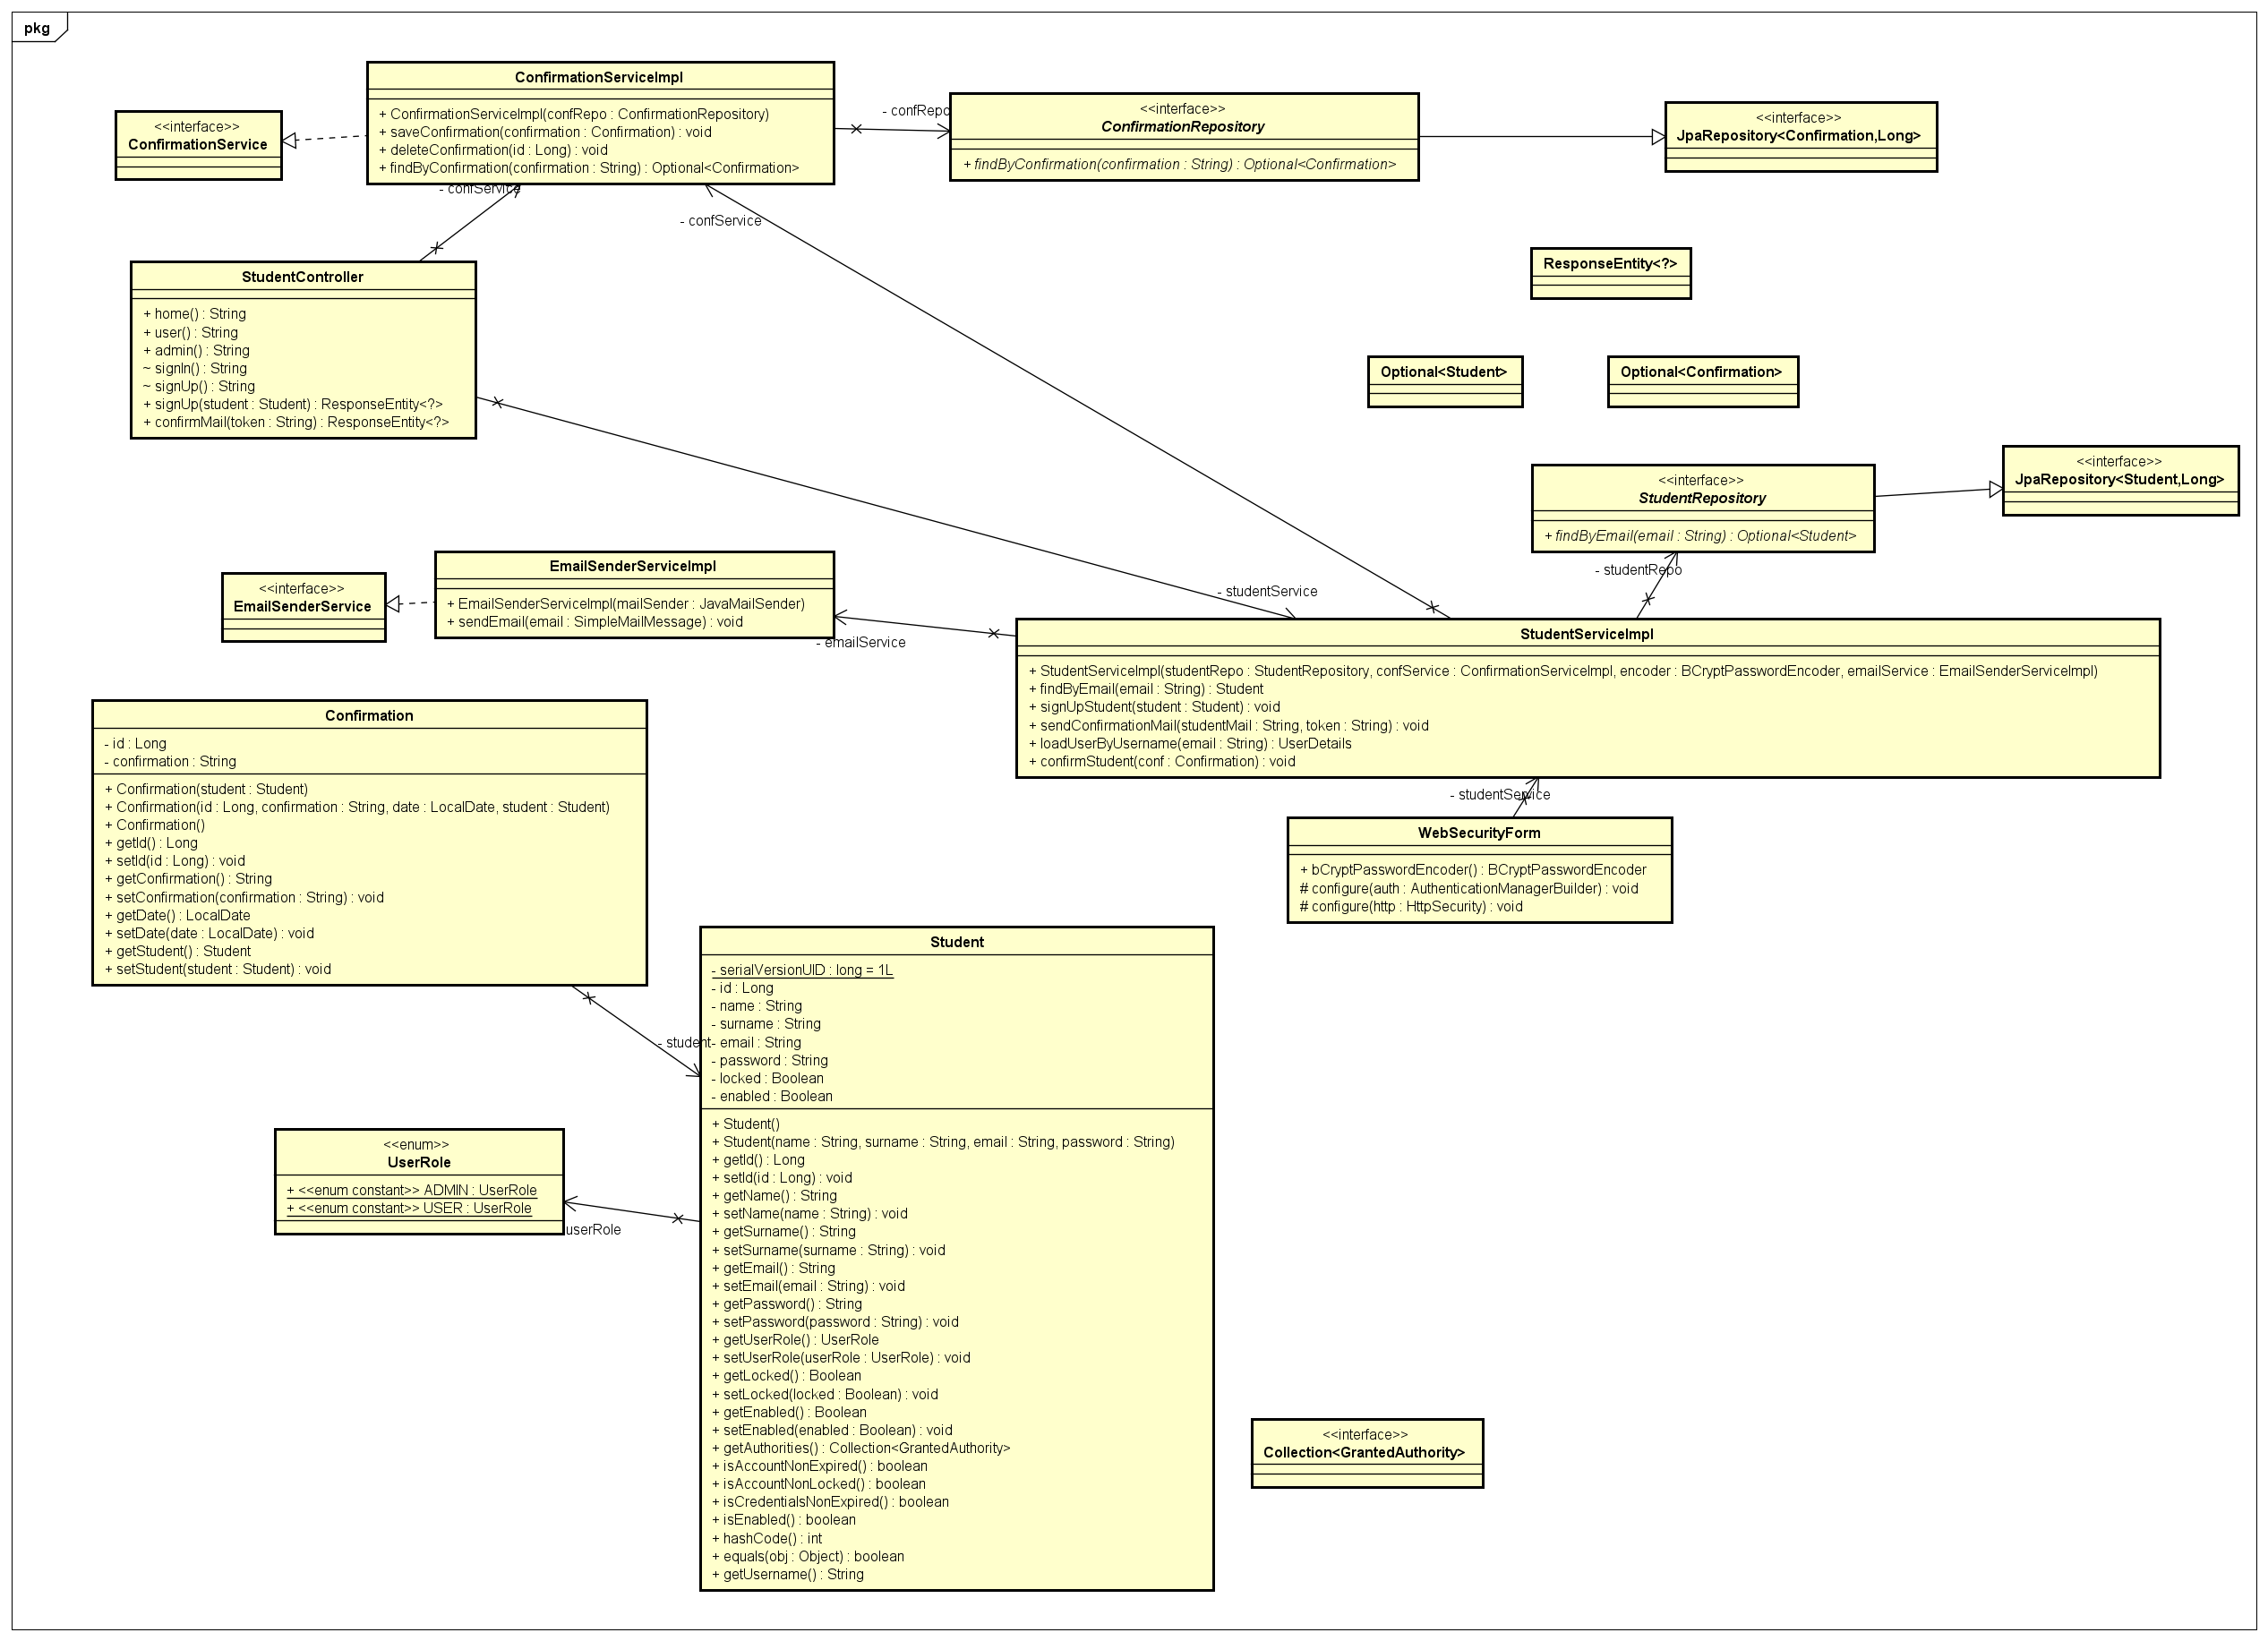 pkg
ConfirmationServiceImpl
+ ConfirmationServiceImpl(confRepo : ConfirmationRepository)
+ saveConfirmation(confirmation : Confirmation) : void
+ deleteConfirmation(id : Long) : void
+ findByConfirmation(confirmation : String) : Optional<Confirmation>
<<interface>>
ConfirmationService
- confRepo
<<interface>>
ConfirmationRepository
+ findByConfirmation(confirmation : String) : Optional<Confirmation>
<<interface>>
JpaRepository<Confirmation,Long>
- confService
- confService
StudentController
+ home() : String
+ user() : String
+ admin() : String
~ signIn() : String
~ signUp() : String
+ signUp(student : Student) : ResponseEntity<?>
+ confirmMail(token : String) : ResponseEntity<?>
ResponseEntity<?>
Optional<Student>
Optional<Confirmation>
<<interface>>
StudentRepository
+ findByEmail(email : String) : Optional<Student>
<<interface>>
JpaRepository<Student,Long>
- studentRepo
- studentService
<<interface>>
EmailSenderService
EmailSenderServiceImpl
+ EmailSenderServiceImpl(mailSender : JavaMailSender)
+ sendEmail(email : SimpleMailMessage) : void
- emailService
StudentServiceImpl
+ StudentServiceImpl(studentRepo : StudentRepository, confService : ConfirmationServiceImpl, encoder : BCryptPasswordEncoder, emailService : EmailSenderServiceImpl)
+ findByEmail(email : String) : Student
+ signUpStudent(student : Student) : void
+ sendConfirmationMail(studentMail : String, token : String) : void
+ loadUserByUsername(email : String) : UserDetails
+ confirmStudent(conf : Confirmation) : void
- studentService
WebSecurityForm
+ bCryptPasswordEncoder() : BCryptPasswordEncoder
# configure(auth : AuthenticationManagerBuilder) : void
# configure(http : HttpSecurity) : void
Confirmation
- id : Long
- confirmation : String
+ Confirmation(student : Student)
+ Confirmation(id : Long, confirmation : String, date : LocalDate, student : Student)
+ Confirmation()
+ getId() : Long
+ setId(id : Long) : void
+ getConfirmation() : String
+ setConfirmation(confirmation : String) : void
+ getDate() : LocalDate
+ setDate(date : LocalDate) : void
+ getStudent() : Student
+ setStudent(student : Student) : void
- student
Student
- serialVersionUID : long = 1L
- id : Long
- name : String
- surname : String
- email : String
- password : String
- locked : Boolean
- enabled : Boolean
+ Student()
+ Student(name : String, surname : String, email : String, password : String)
+ getId() : Long
+ setId(id : Long) : void
+ getName() : String
+ setName(name : String) : void
+ getSurname() : String
+ setSurname(surname : String) : void
+ getEmail() : String
+ setEmail(email : String) : void
+ getPassword() : String
+ setPassword(password : String) : void
+ getUserRole() : UserRole
+ setUserRole(userRole : UserRole) : void
+ getLocked() : Boolean
+ setLocked(locked : Boolean) : void
+ getEnabled() : Boolean
+ setEnabled(enabled : Boolean) : void
+ getAuthorities() : Collection<GrantedAuthority>
+ isAccountNonExpired() : boolean
+ isAccountNonLocked() : boolean
+ isCredentialsNonExpired() : boolean
+ isEnabled() : boolean
+ hashCode() : int
+ equals(obj : Object) : boolean
+ getUsername() : String
<<enum>>
UserRole
+ <<enum constant>> ADMIN : UserRole
+ <<enum constant>> USER : UserRole
userRole
<<interface>>
Collection<GrantedAuthority>